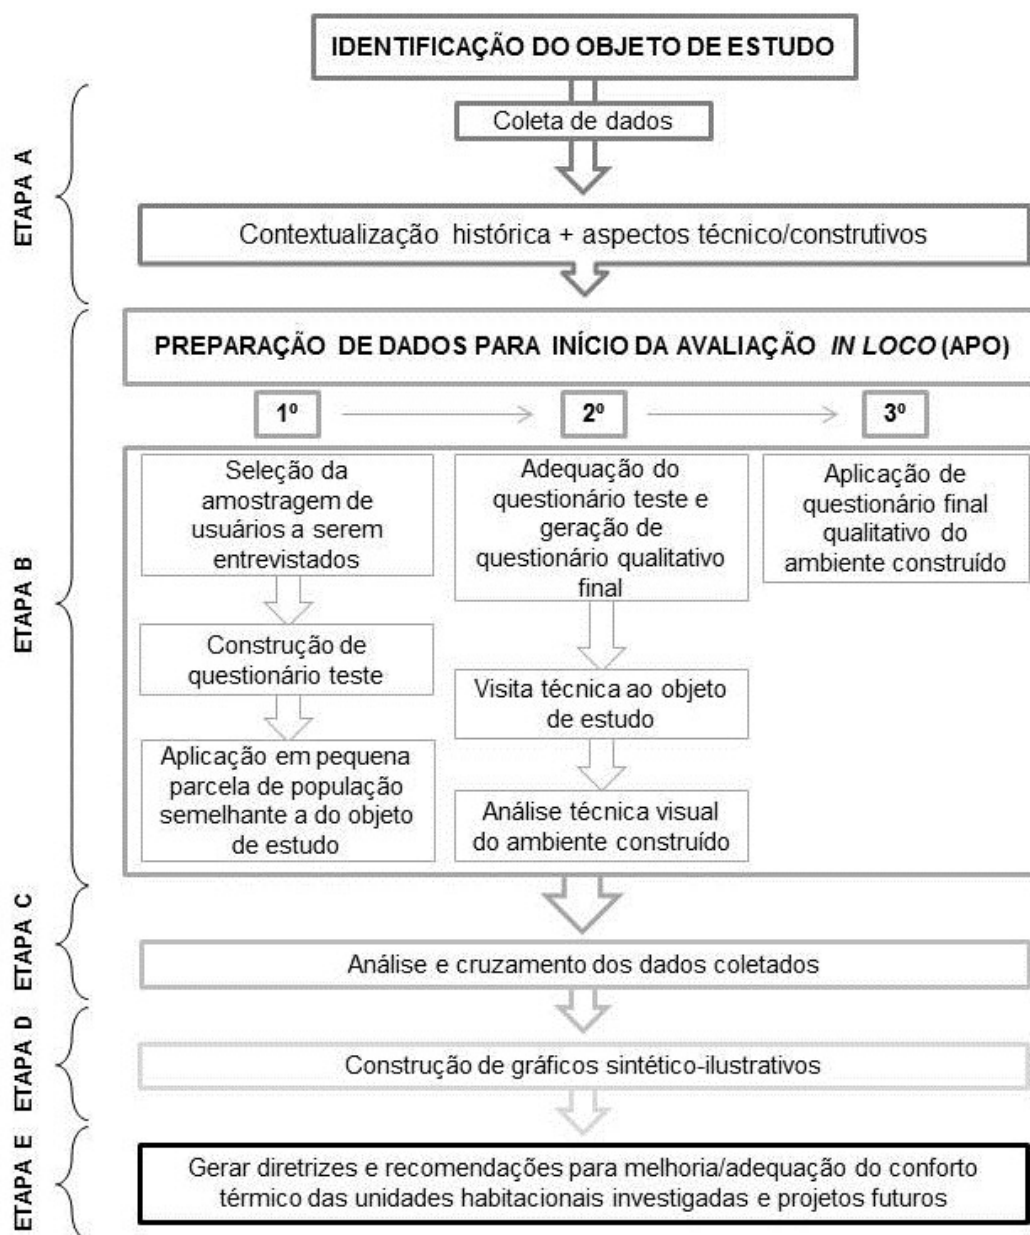 IDENTIFICAÇÃO DO OBJETO DE ESTUDO
ETAPA A
Coleta de dados
Contextualização histórica + aspectos técnico/construtivos
ETAPA B
PREPARAÇÃO DE DADOS PARA INÍCIO DA AVALIAÇÃO IN LOCO (APO)
1º
2º
3º
Seleção da
amostragem de
usuários a serem
entrevistados
Construção de
questionário teste
Aplicação em pequena
parcela de população
semelhante a do objeto
de estudo
Adequação do
questionário teste e
geração de
questionário qualitativo
final
Visita técnica ao objeto
de estudo
Análise técnica visual
do ambiente construído
Aplicação de
questionário final
qualitativo do
ambiente construído
ETAPA C
Análise e cruzamento dos dados coletados
ETAPA D
Construção de gráficos sintético-ilustrativos
ETAPA E
Gerar diretrizes e recomendações para melhoria/adequação do conforto
térmico das unidades habitacionais investigadas e projetos futuros